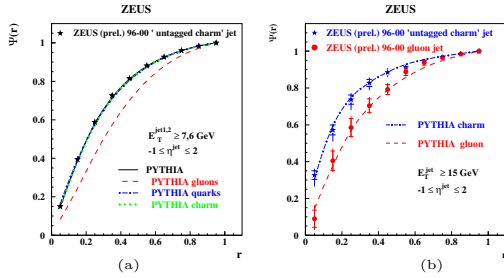 ZEUS
ZEUS (prel.) 96-00 ' untagged charm' jet
Ψ(r)
1
0.8
0.6
0.4
0.2
0
E_T^jet1,2 ≥ 7,6 GeV
-1 ≤ η^jet ≤ 2
PYTHIA
PYTHIA gluons
PYTHIA quarks
PYTHIA charm
0 0.2 0.4 0.6 0.8 1
r
(a)
ZEUS
ZEUS (prel.) 96-00 'untagged charm' jet
ZEUS (prel.) 96-00 gluon jet
Ψ(r)
1
0.8
0.6
0.4
0.2
0
PYTHIA charm
PYTHIA gluon
E_T^jet ≥ 15 GeV
-1 ≤ η^jet ≤ 2
0 0.2 0.4 0.6 0.8 1
r
(b)